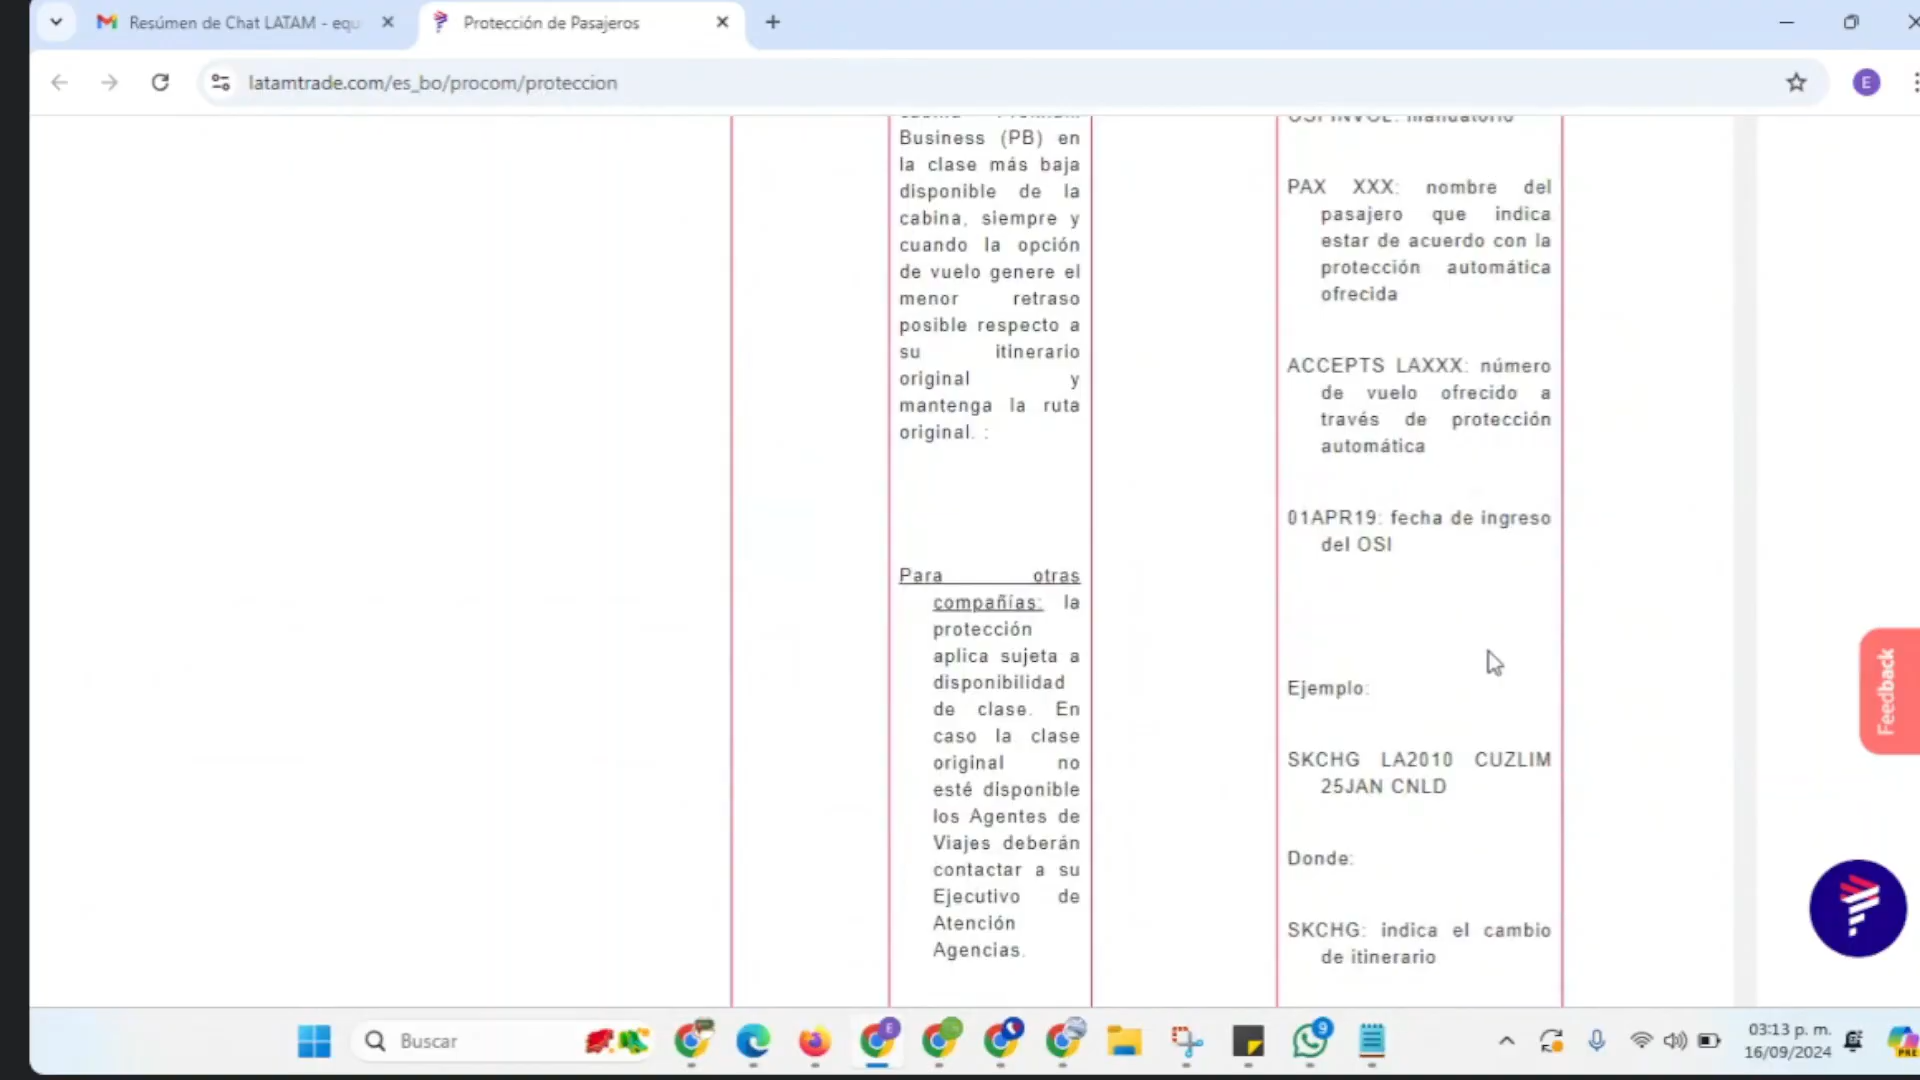 Resúmen de Chat LATAM - equ
Protección de Pasajeros
latamtrade.com/es_bo/procom/proteccion
E
Business (PB) en
la clase más baja
disponible de la
cabina, siempre y
cuando la opción
de vuelo genere el
menor retraso
posible respecto a
su itinerario
original y
mantenga la ruta
original. :
Para otras
compañías: la
protección
aplica sujeta a
disponibilidad
de clase. En
caso la clase
original no
esté disponible
los Agentes de
Viajes deberán
contactar a su
Ejecutivo de
Atención
Agencias.
PAX XXX: nombre del
pasajero que indica
estar de acuerdo con la
protección automática
ofrecida
ACCEPTS LAXXX: número
de vuelo ofrecido a
través de protección
automática
01APR19: fecha de ingreso
del OSI
Ejemplo:
SKCHG LA2010 CUZLIM
25JAN CNLD
Donde:
SKCHG: indica el cambio
de itinerario
Feedback
Buscar
E
9
03:13 p. m.
16/09/2024
PRE